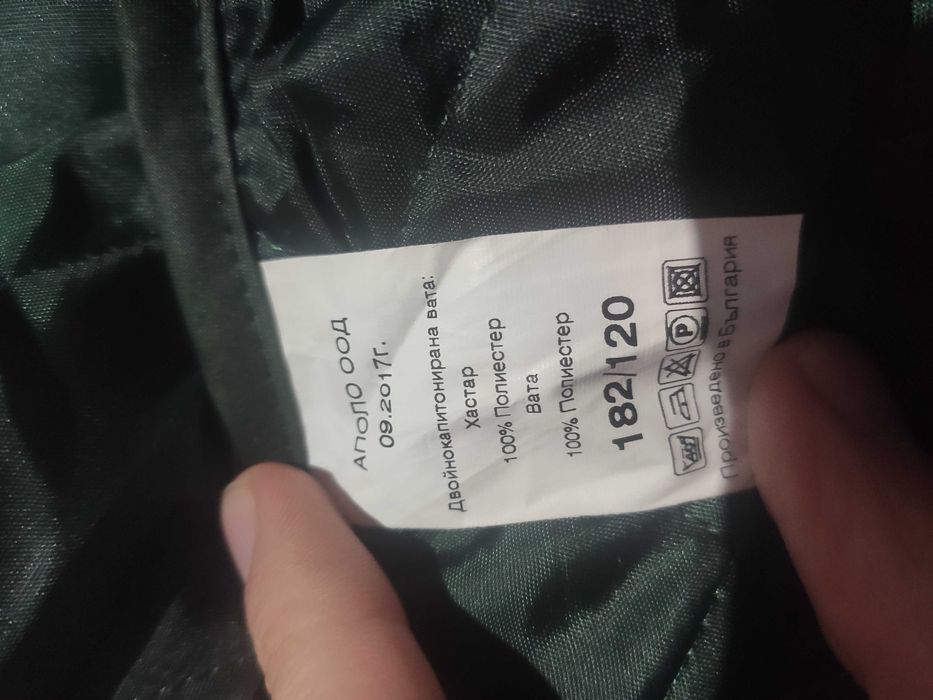 Аполо ООД
09.2017г.
Двойнокапитонирана вата:
Хастар
100% Полиестер
Вата
100% Полиестер
182/120
P
Произведено в България